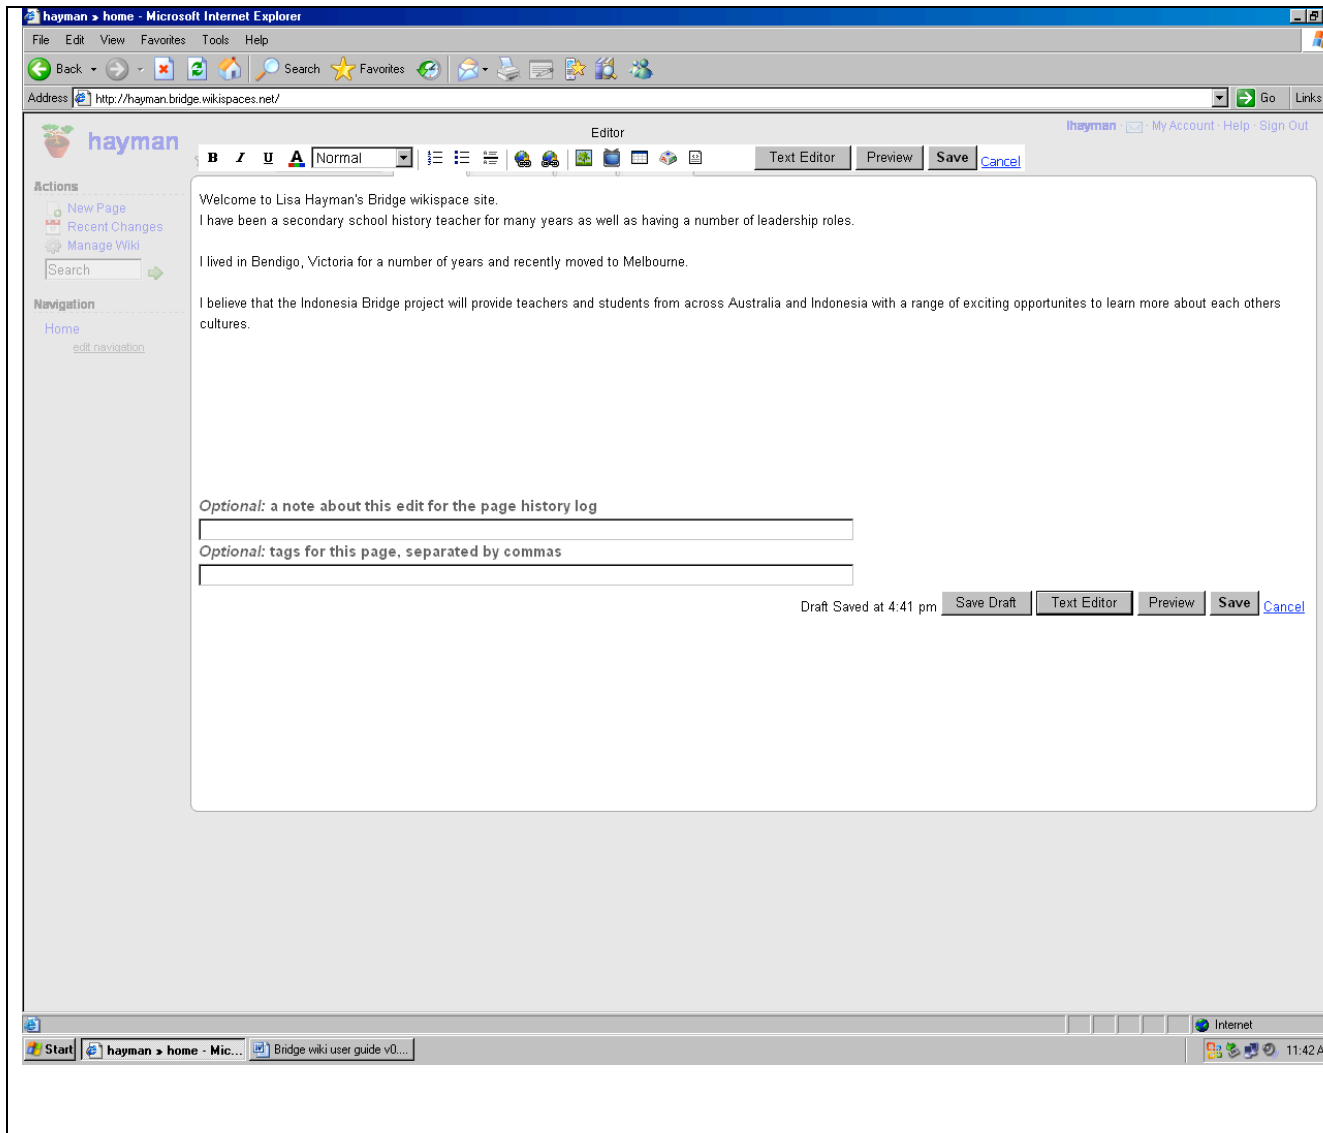 hayman > home - Microsoft Internet Explorer
File Edit View Favorites Tools Help
Back Search Favorites
Address http://hayman.bridge.wikispaces.net/ Go Links
hayman
lhayman · My Account · Help · Sign Out
Editor
B I U A Normal Text Editor Preview Save Cancel
Actions
New Page
Recent Changes
Manage Wiki
Search
Navigation
Home
edit navigation
Welcome to Lisa Hayman's Bridge wikispace site.
I have been a secondary school history teacher for many years as well as having a number of leadership roles.
I lived in Bendigo, Victoria for a number of years and recently moved to Melbourne.
I believe that the Indonesia Bridge project will provide teachers and students from across Australia and Indonesia with a range of exciting opportunites to learn more about each others
cultures.
Optional: a note about this edit for the page history log
Optional: tags for this page, separated by commas
Draft Saved at 4:41 pm Save Draft Text Editor Preview Save Cancel
Internet
Start hayman > home - Mic... Bridge wiki user guide v0.... 11:42 A